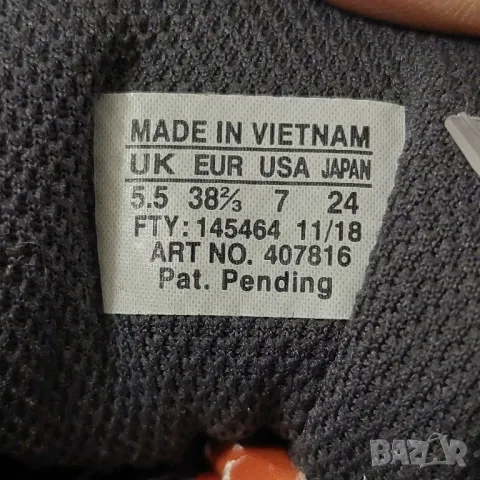 MADE IN VIETNAM
UK EUR USA JAPAN
5.5 38⅔ 7 24
FTY: 145464 11/18
ART NO. 407816
Pat. Pending
BAZAR